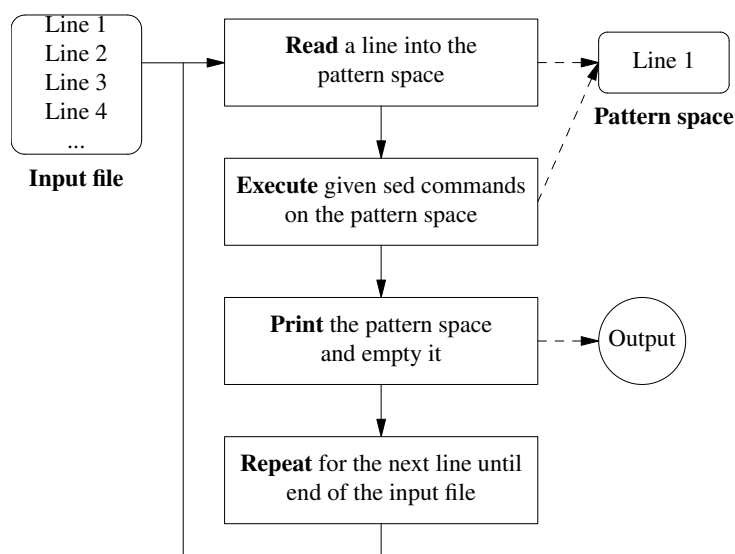 Line 1
Line 2
Line 3
Line 4
...
Input file
Read a line into the
pattern space
Line 1
Pattern space
Execute given sed commands
on the pattern space
Print the pattern space
and empty it
Output
Repeat for the next line until
end of the input file